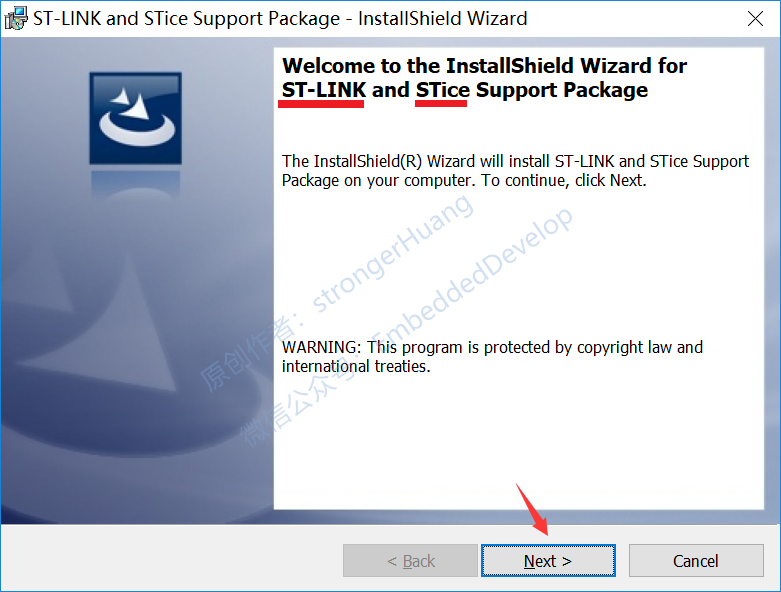 ST-LINK and STice Support Package - InstallShield Wizard
Welcome to the InstallShield Wizard for
ST-LINK and STice Support Package
The InstallShield(R) Wizard will install ST-LINK and STice Support
Package on your computer. To continue, click Next.
原创作者：strongerHuang
微信公众号：EmbeddedDevelop
WARNING: This program is protected by copyright law and
international treaties.
< Back
Next >
Cancel